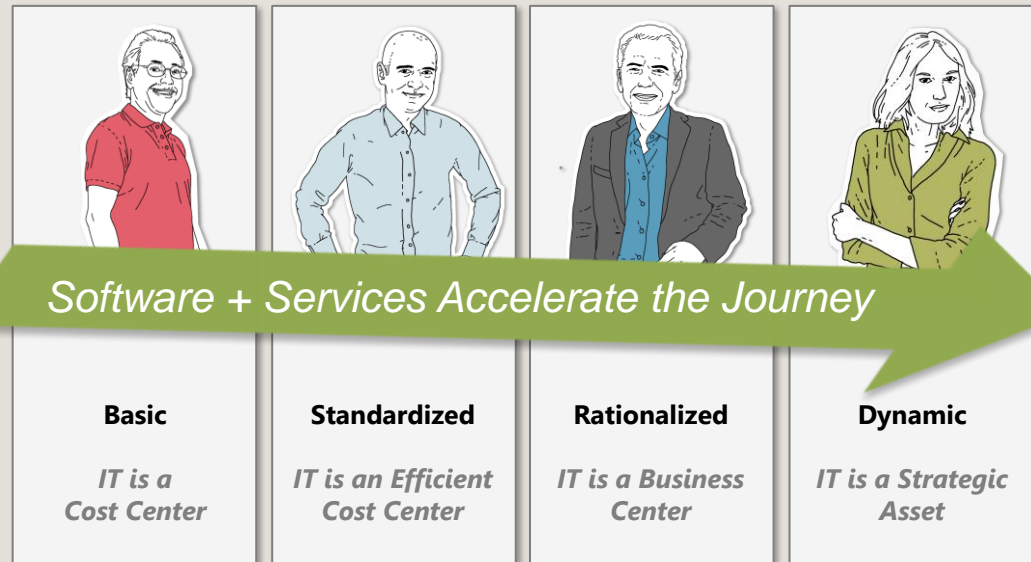 Software + Services Accelerate the Journey
Basic
IT is a
Cost Center
Standardized
IT is an Efficient
Cost Center
Rationalized
IT is a Business
Center
Dynamic
IT is a Strategic
Asset